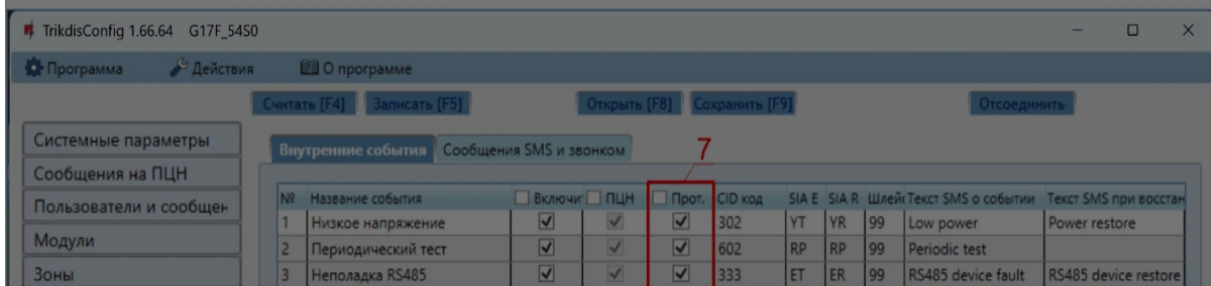 TrikdisConfig 1.66.64 G17F_54S0
Программа Действия О программе
Считать [F4] Записать [F5] Открыть [F8] Сохранить [F9] Отсоединить
Системные параметры
Сообщения на ПЦН
Пользователи и сообщен
Модули
Зоны
Внутренние события Сообщения SMS и звонком
7
№ Название события Включи ПЦН Прот. CID код SIA E SIA R Шлей Текст SMS о событии Текст SMS при восстан
1 Низкое напряжение 302 YT YR 99 Low power Power restore
2 Периодический тест 602 RP RP 99 Periodic test
3 Неполадка RS485 333 ET ER 99 RS485 device fault RS485 device restore